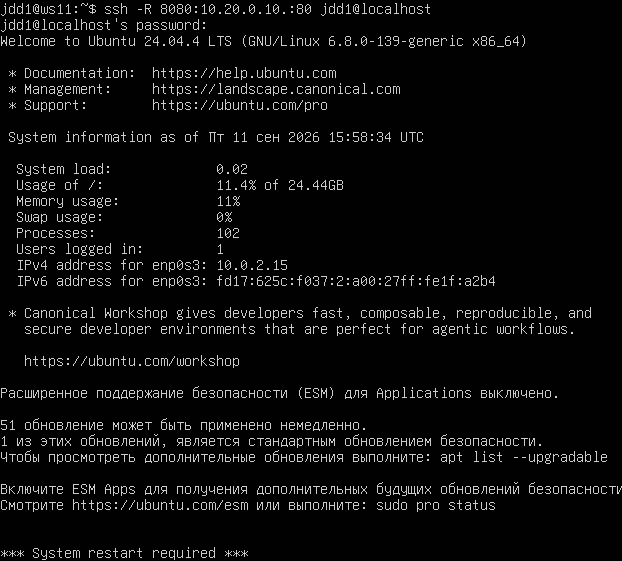 jdd1@ws11:~$ ssh -R 8080:10.20.0.10.:80 jdd1@localhost
jdd1@localhost's password:
Welcome to Ubuntu 24.04.4 LTS (GNU/Linux 6.8.0-139-generic x86_64)

 * Documentation:  https://help.ubuntu.com
 * Management:     https://landscape.canonical.com
 * Support:        https://ubuntu.com/pro

 System information as of Пт 11 сен 2026 15:58:34 UTC

  System load:             0.02
  Usage of /:              11.4% of 24.44GB
  Memory usage:            11%
  Swap usage:              0%
  Processes:               102
  Users logged in:         1
  IPv4 address for enp0s3: 10.0.2.15
  IPv6 address for enp0s3: fd17:625c:f037:2:a00:27ff:fe1f:a2b4

 * Canonical Workshop gives developers fast, composable, reproducible, and
   secure developer environments that are perfect for agentic workflows.

   https://ubuntu.com/workshop

Расширенное поддержание безопасности (ESM) для Applications выключено.

51 обновление может быть применено немедленно.
1 из этих обновлений, является стандартным обновлением безопасности.
Чтобы просмотреть дополнительные обновления выполните: apt list --upgradable

Включите ESM Apps для получения дополнительных будущих обновлений безопасности
Смотрите https://ubuntu.com/esm или выполните: sudo pro status

*** System restart required ***